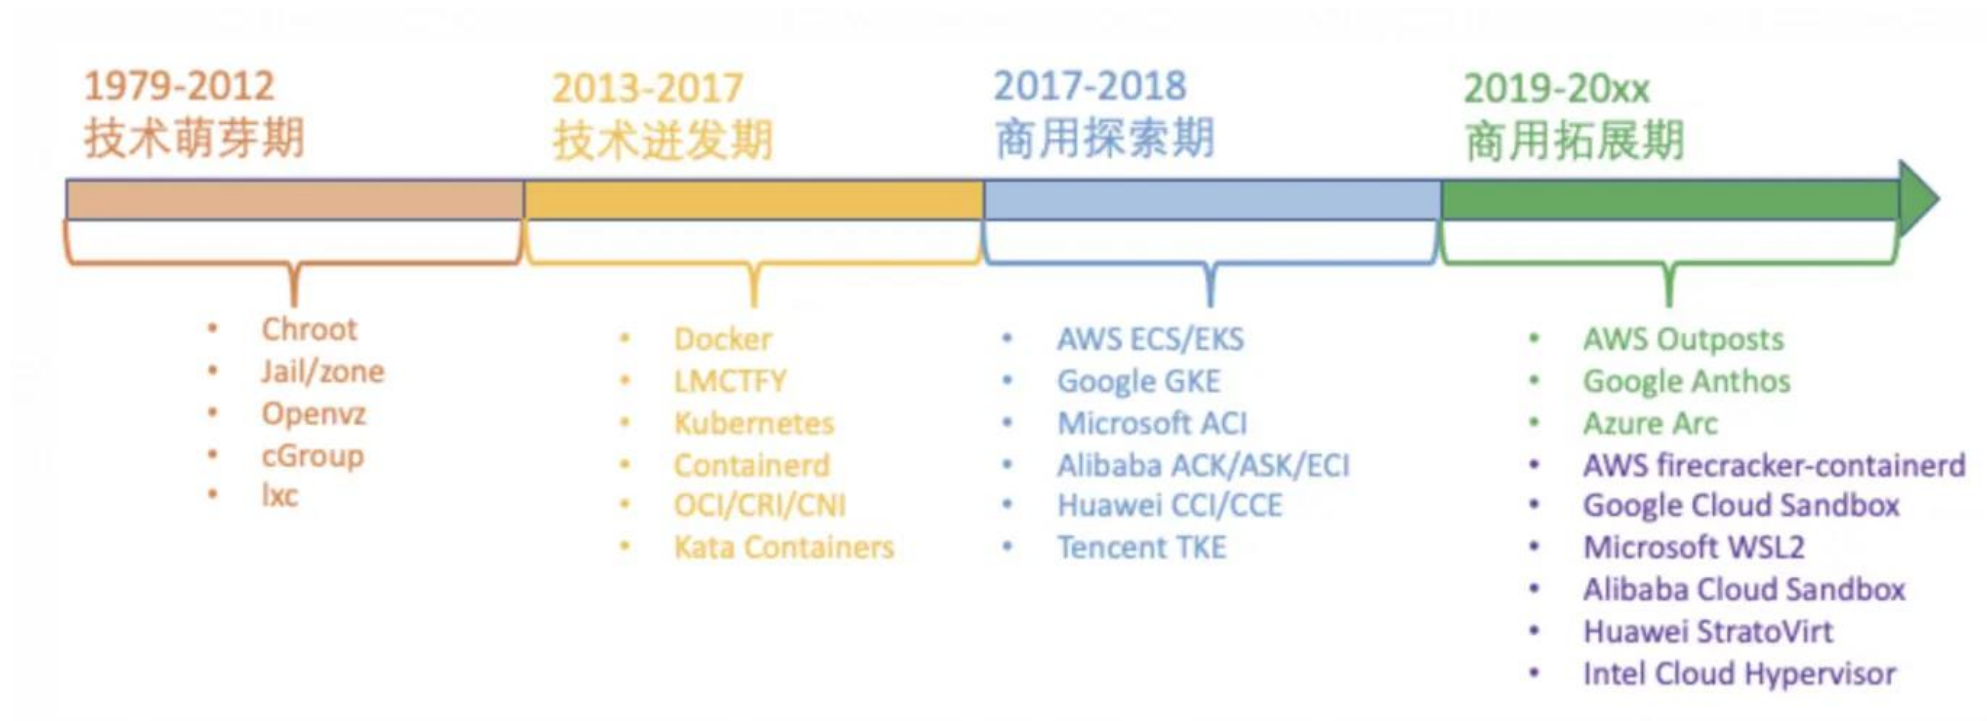 1979-2012
技术萌芽期
2013-2017
技术迸发期
2017-2018
商用探索期
2019-20xx
商用拓展期
• Chroot
• Jail/zone
• Openvz
• cGroup
• lxc
• Docker
• LMCTFY
• Kubernetes
• Containerd
• OCI/CRI/CNI
• Kata Containers
• AWS ECS/EKS
• Google GKE
• Microsoft ACI
• Alibaba ACK/ASK/ECI
• Huawei CCI/CCE
• Tencent TKE
• AWS Outposts
• Google Anthos
• Azure Arc
• AWS firecracker-containerd
• Google Cloud Sandbox
• Microsoft WSL2
• Alibaba Cloud Sandbox
• Huawei StratoVirt
• Intel Cloud Hypervisor